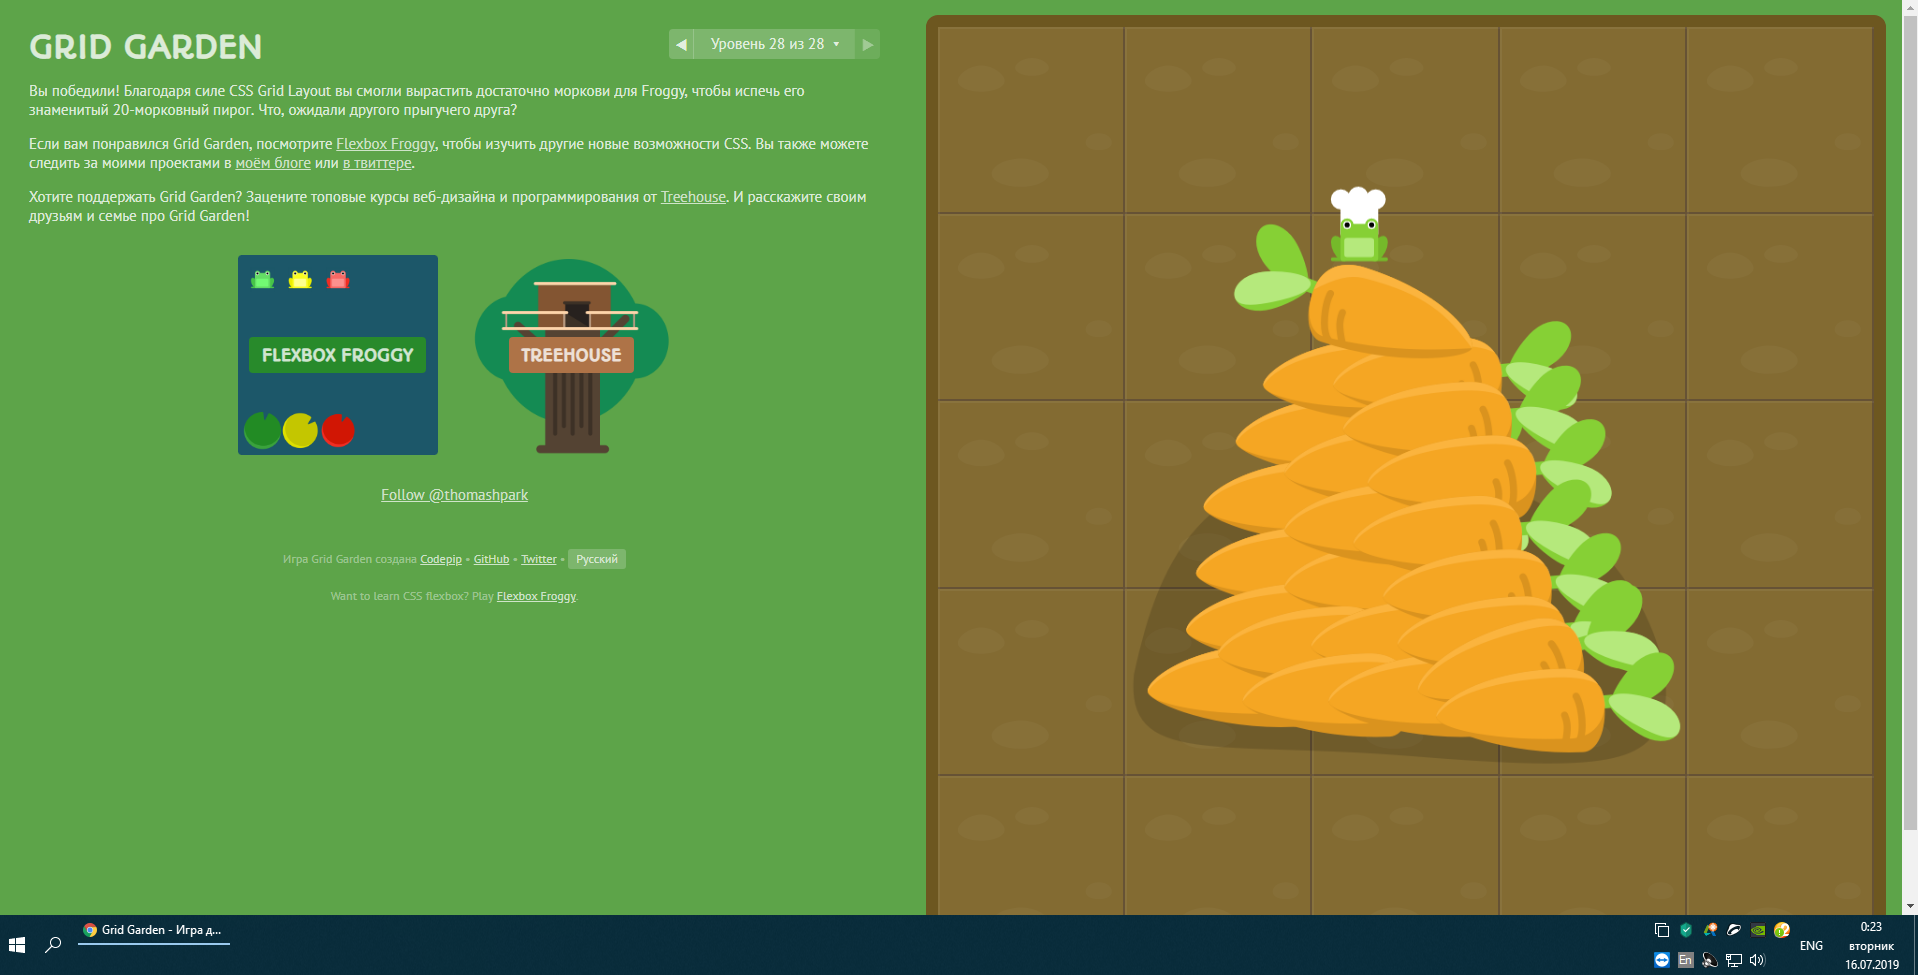 GRID GARDEN
Уровень 28 из 28
Вы победили! Благодаря силе CSS Grid Layout вы смогли вырастить достаточно моркови для Froggy, чтобы испечь его
знаменитый 20-морковный пирог. Что, ожидали другого прыгучего друга?
Если вам понравился Grid Garden, посмотрите Flexbox Froggy, чтобы изучить другие новые возможности CSS. Вы также можете
следить за моими проектами в моём блоге или в твиттере.
Хотите поддержать Grid Garden? Зацените топовые курсы веб-дизайна и программирования от Treehouse. И расскажите своим
друзьям и семье про Grid Garden!
FLEXBOX FROGGY
TREEHOUSE
Follow @thomashpark
Игра Grid Garden создана Codepip • GitHub • Twitter • Русский
Want to learn CSS flexbox? Play Flexbox Froggy.
Grid Garden - Игра д...
En
ENG
0:23
вторник
16.07.2019